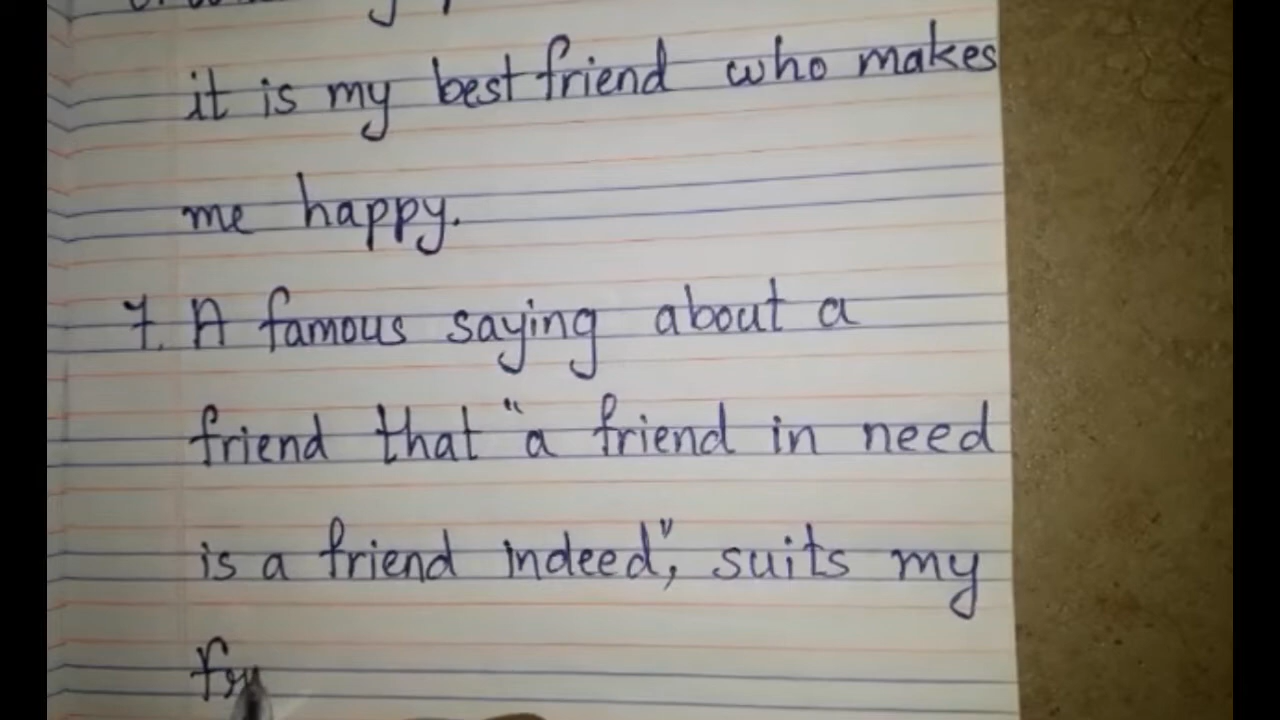 it is my best friend who makes
me happy.
7. A famous saying about a
friend that "a friend in need
is a friend indeed", suits my